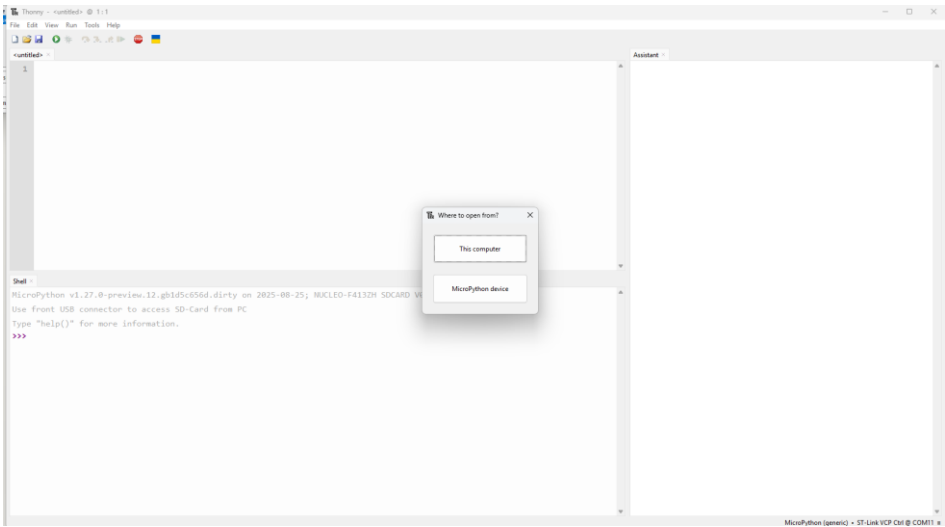 Thonny - <untitled> @ 1:1
File Edit View Run Tools Help
<untitled>
Assistant
1
Where to open from?
This computer
MicroPython device
Shell
MicroPython v1.27.0-preview.12.gb1d5c656d.dirty on 2025-08-25; NUCLEO-F413ZH SDCARD
Use front USB connector to access SD-Card from PC
Type "help()" for more information.
>>>
MicroPython (generic) • ST-Link VCP Ctrl @ COM11